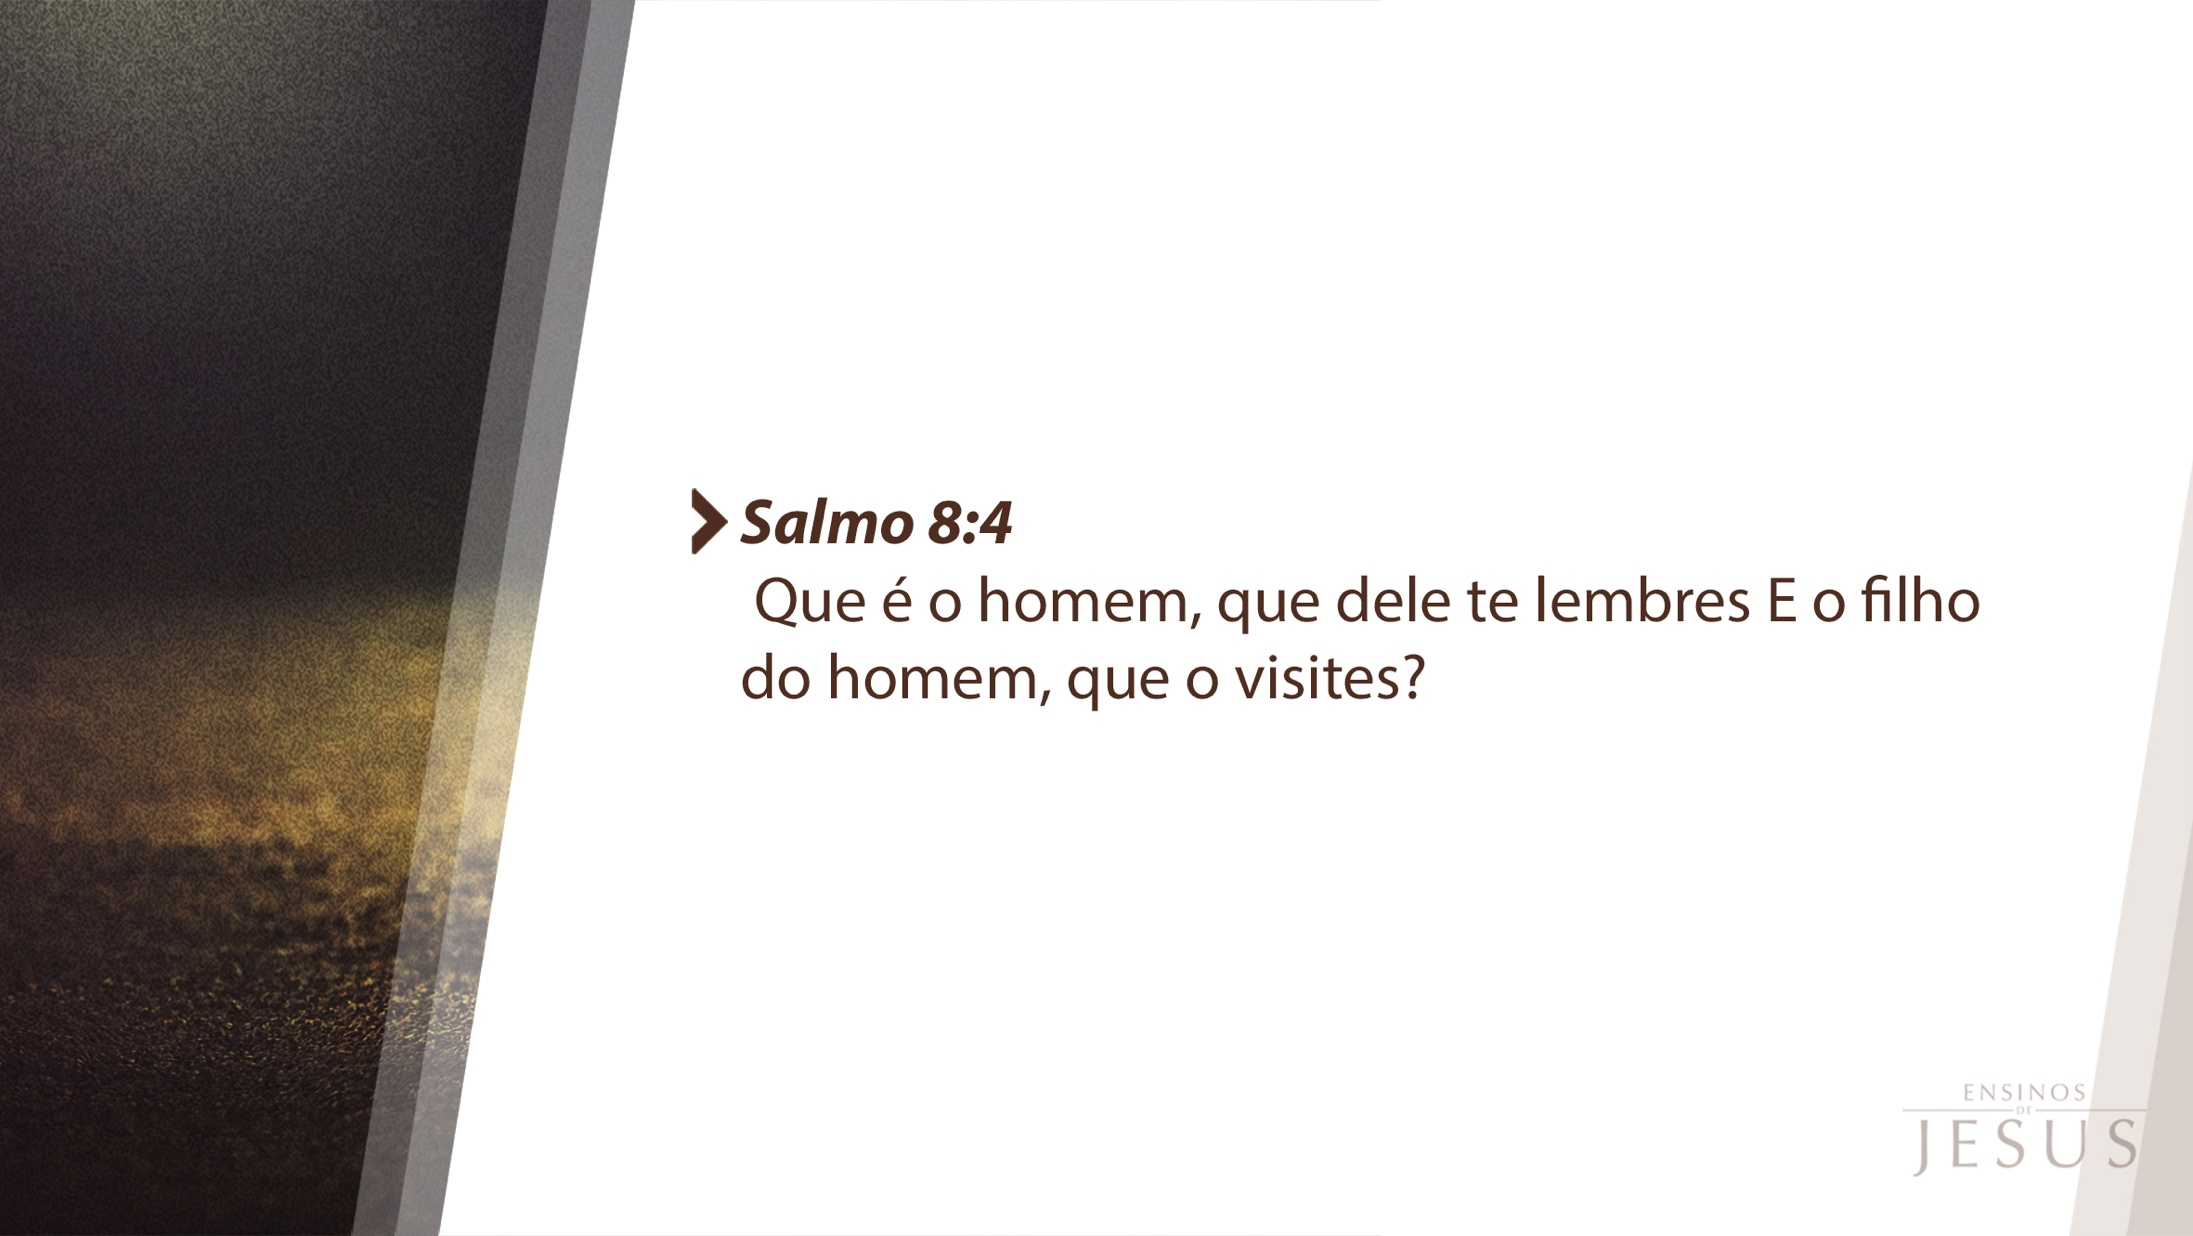 Salmo 8:4
Que é o homem, que dele te lembres E o filho
do homem, que o visites?
ENSINOS
DE
JESUS